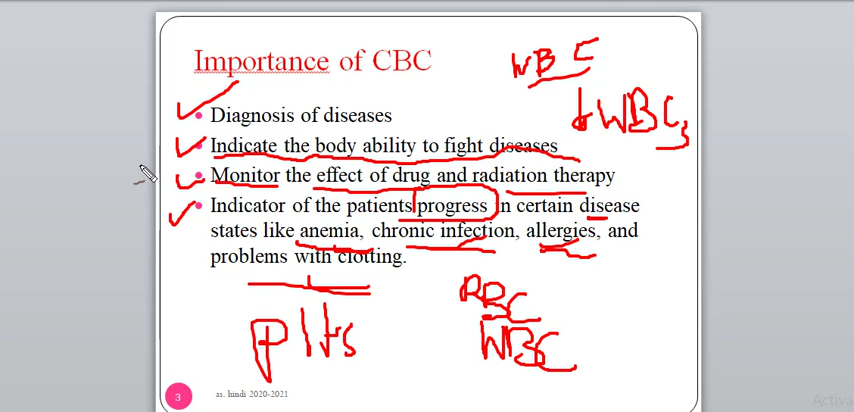 Importance of CBC
WBC
↓WBCs
Diagnosis of diseases
Indicate the body ability to fight diseases
Monitor the effect of drug and radiation therapy
Indicator of the patients progress in certain disease
states like anemia, chronic infection, allergies, and
problems with clotting.
Plts
RBC
WBC
3
as. hindi 2020-2021
Activa